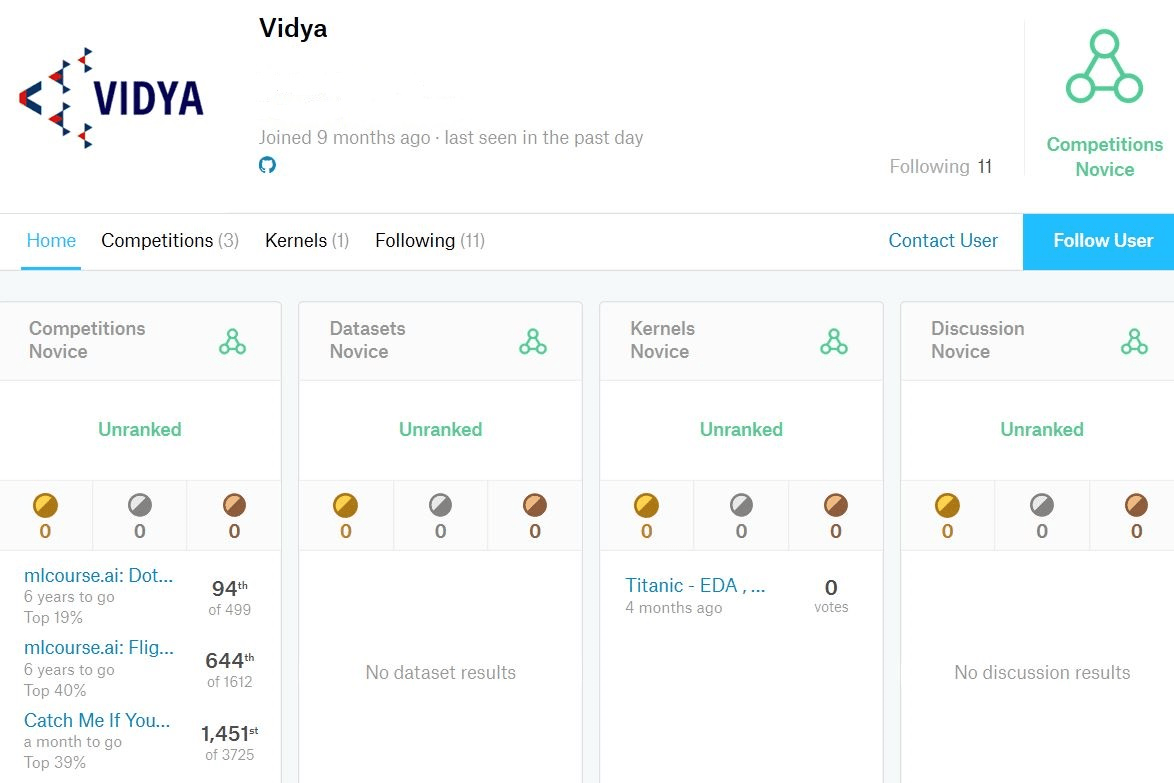 Vidya
VIDYA
Joined 9 months ago · last seen in the past day
Following 11
Competitions
Novice
Home
Competitions (3)
Kernels (1)
Following (11)
Contact User
Follow User
Competitions
Novice
Unranked
0
0
0
mlcourse.ai: Dot...
6 years to go
Top 19%
94th
of 499
mlcourse.ai: Flig...
6 years to go
Top 40%
644th
of 1612
Catch Me If You...
a month to go
Top 39%
1,451st
of 3725
Datasets
Novice
Unranked
0
0
0
No dataset results
Kernels
Novice
Unranked
0
0
0
Titanic - EDA , ...
4 months ago
0
votes
Discussion
Novice
Unranked
0
0
0
No discussion results